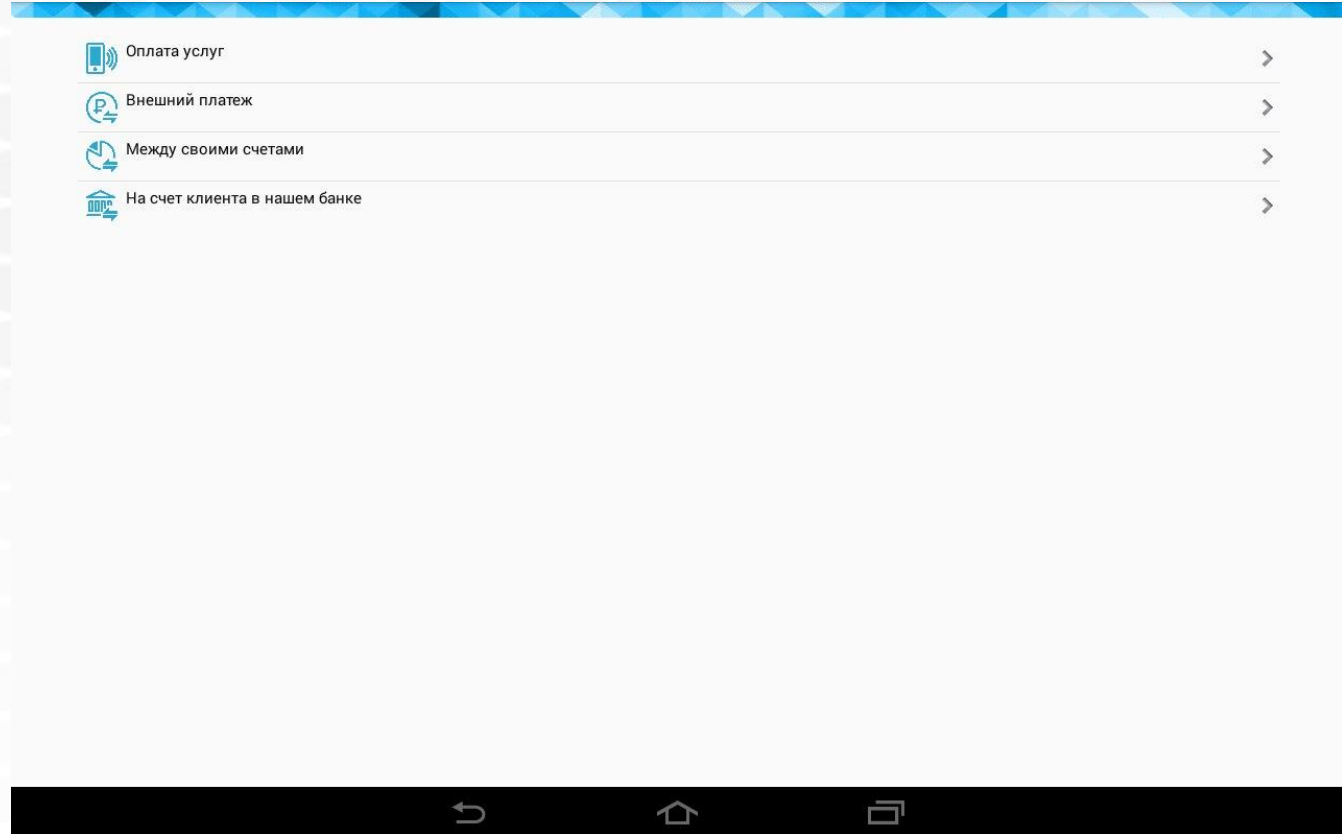 Оплата услуг
Внешний платеж
Между своими счетами
На счет клиента в нашем банке